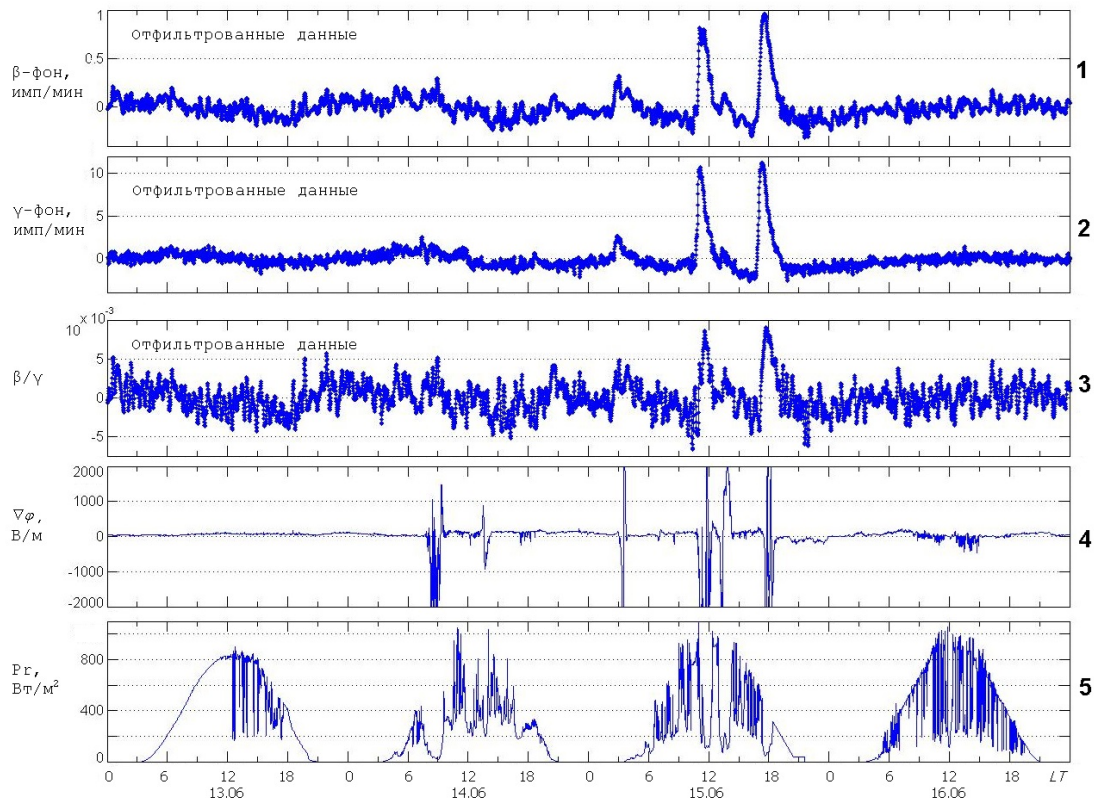 1
0.5
0
Отфильтрованные данные
β-фон,
имп/мин
1
10
5
0
Отфильтрованные данные
γ-фон,
имп/мин
2
10 x 10⁻³
5
0
-5
Отфильтрованные данные
β/γ
3
2000
1000
0
-1000
-2000
∇φ,
В/м
4
800
400
0
Pr,
Вт/м²
5
0 6 12 18 0 6 12 18 0 6 12 18 0 6 12 18 LT
13.06 14.06 15.06 16.06